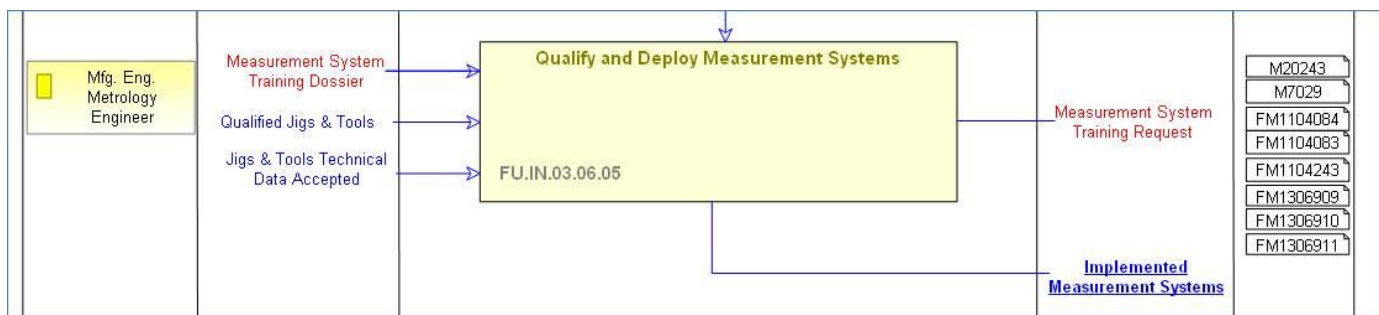 Mfg. Eng.
Metrology
Engineer
Measurement System
Training Dossier
Qualified Jigs & Tools
Jigs & Tools Technical
Data Accepted
Qualify and Deploy Measurement Systems
FU.IN.03.06.05
Measurement System
Training Request
Implemented
Measurement Systems
M20243
M7029
FM1104084
FM1104083
FM1104243
FM1306909
FM1306910
FM1306911